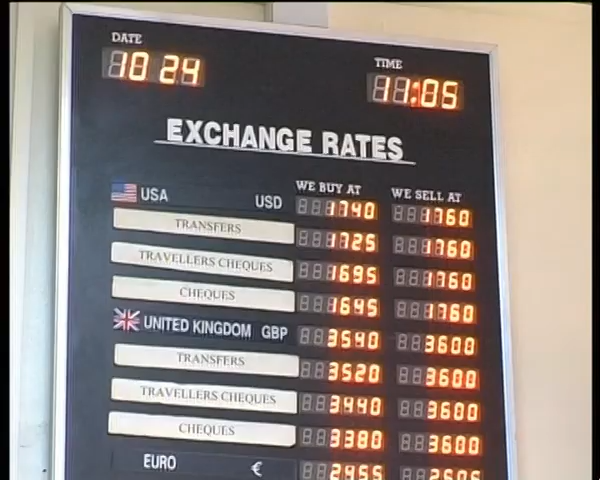 DATE TIME
10 24 11:05
EXCHANGE RATES
WE BUY AT WE SELL AT
USA USD 1740 1760
TRANSFERS 1725 1760
TRAVELLERS CHEQUES 1695 1760
CHEQUES 1645 1760
UNITED KINGDOM GBP 3540 3600
TRANSFERS 3520 3600
TRAVELLERS CHEQUES 3440 3600
CHEQUES 3380 3600
EURO € 2455 2605